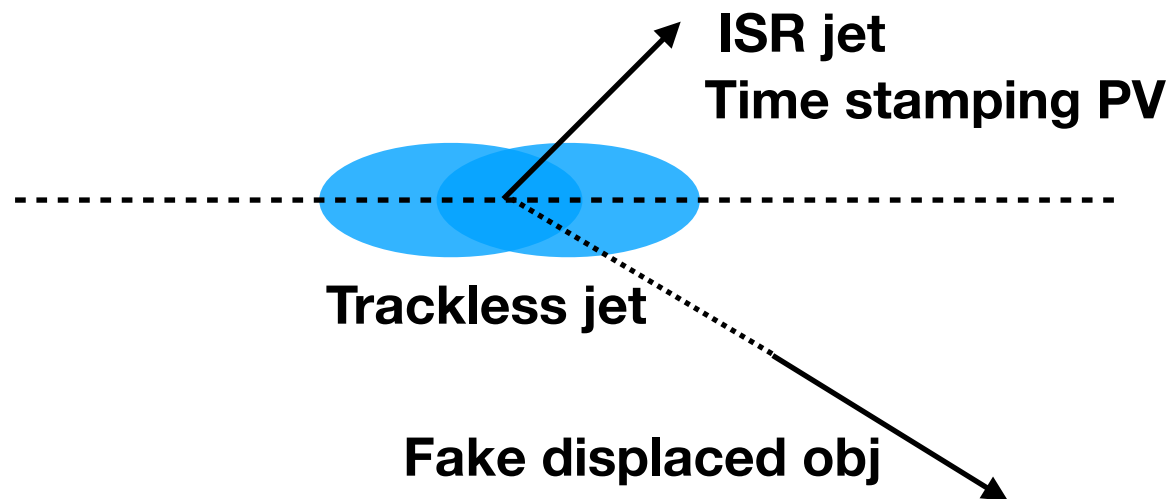 ISR jet
Time stamping PV
Trackless jet
Fake displaced obj